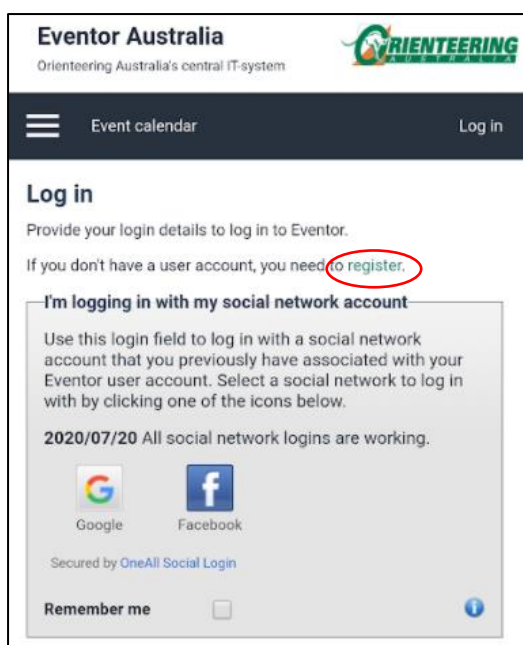 Eventor Australia
Orienteering Australia's central IT-system
ORIENTEERING
AUSTRALIA
Event calendar
Log in
Log in
Provide your login details to log in to Eventor.
If you don't have a user account, you need to register.
I'm logging in with my social network account
Use this login field to log in with a social network
account that you previously have associated with your
Eventor user account. Select a social network to log in
with by clicking one of the icons below.
2020/07/20 All social network logins are working.
Google
Facebook
Secured by OneAll Social Login
Remember me